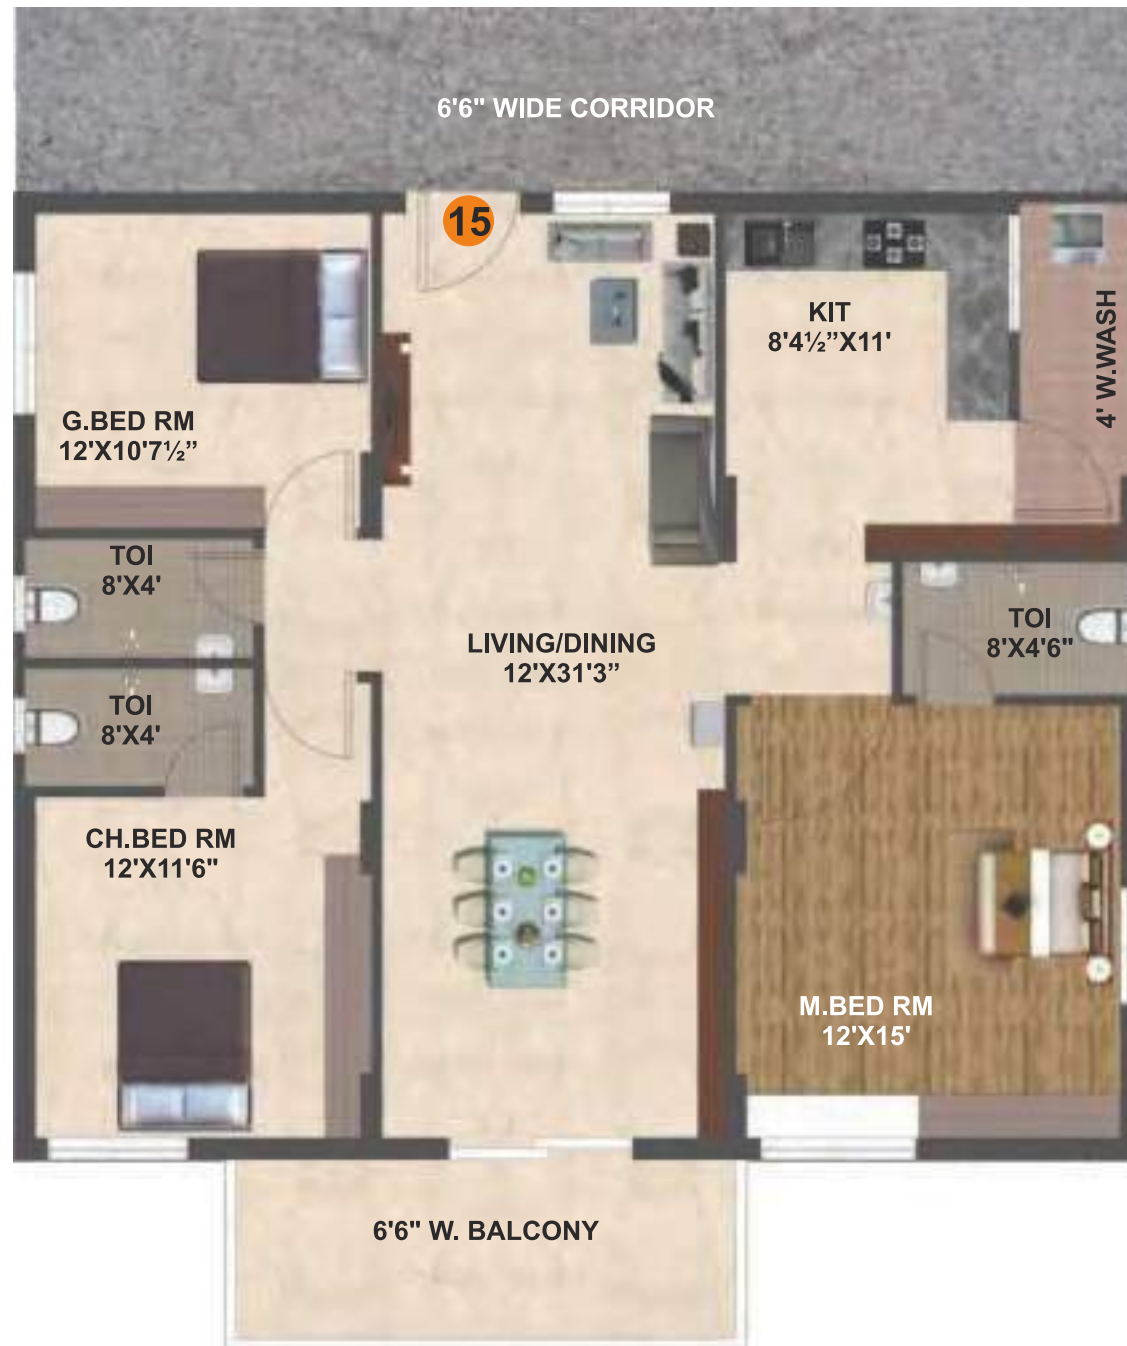 6'6" WIDE CORRIDOR
15
KIT
8'4½”X11'
4' W.WASH
G.BED RM
12'X10'7½”
TOI
8'X4'
TOI
8'X4'6"
LIVING/DINING
12'X31'3”
TOI
8'X4'
CH.BED RM
12'X11'6"
M.BED RM
12'X15'
6'6" W. BALCONY